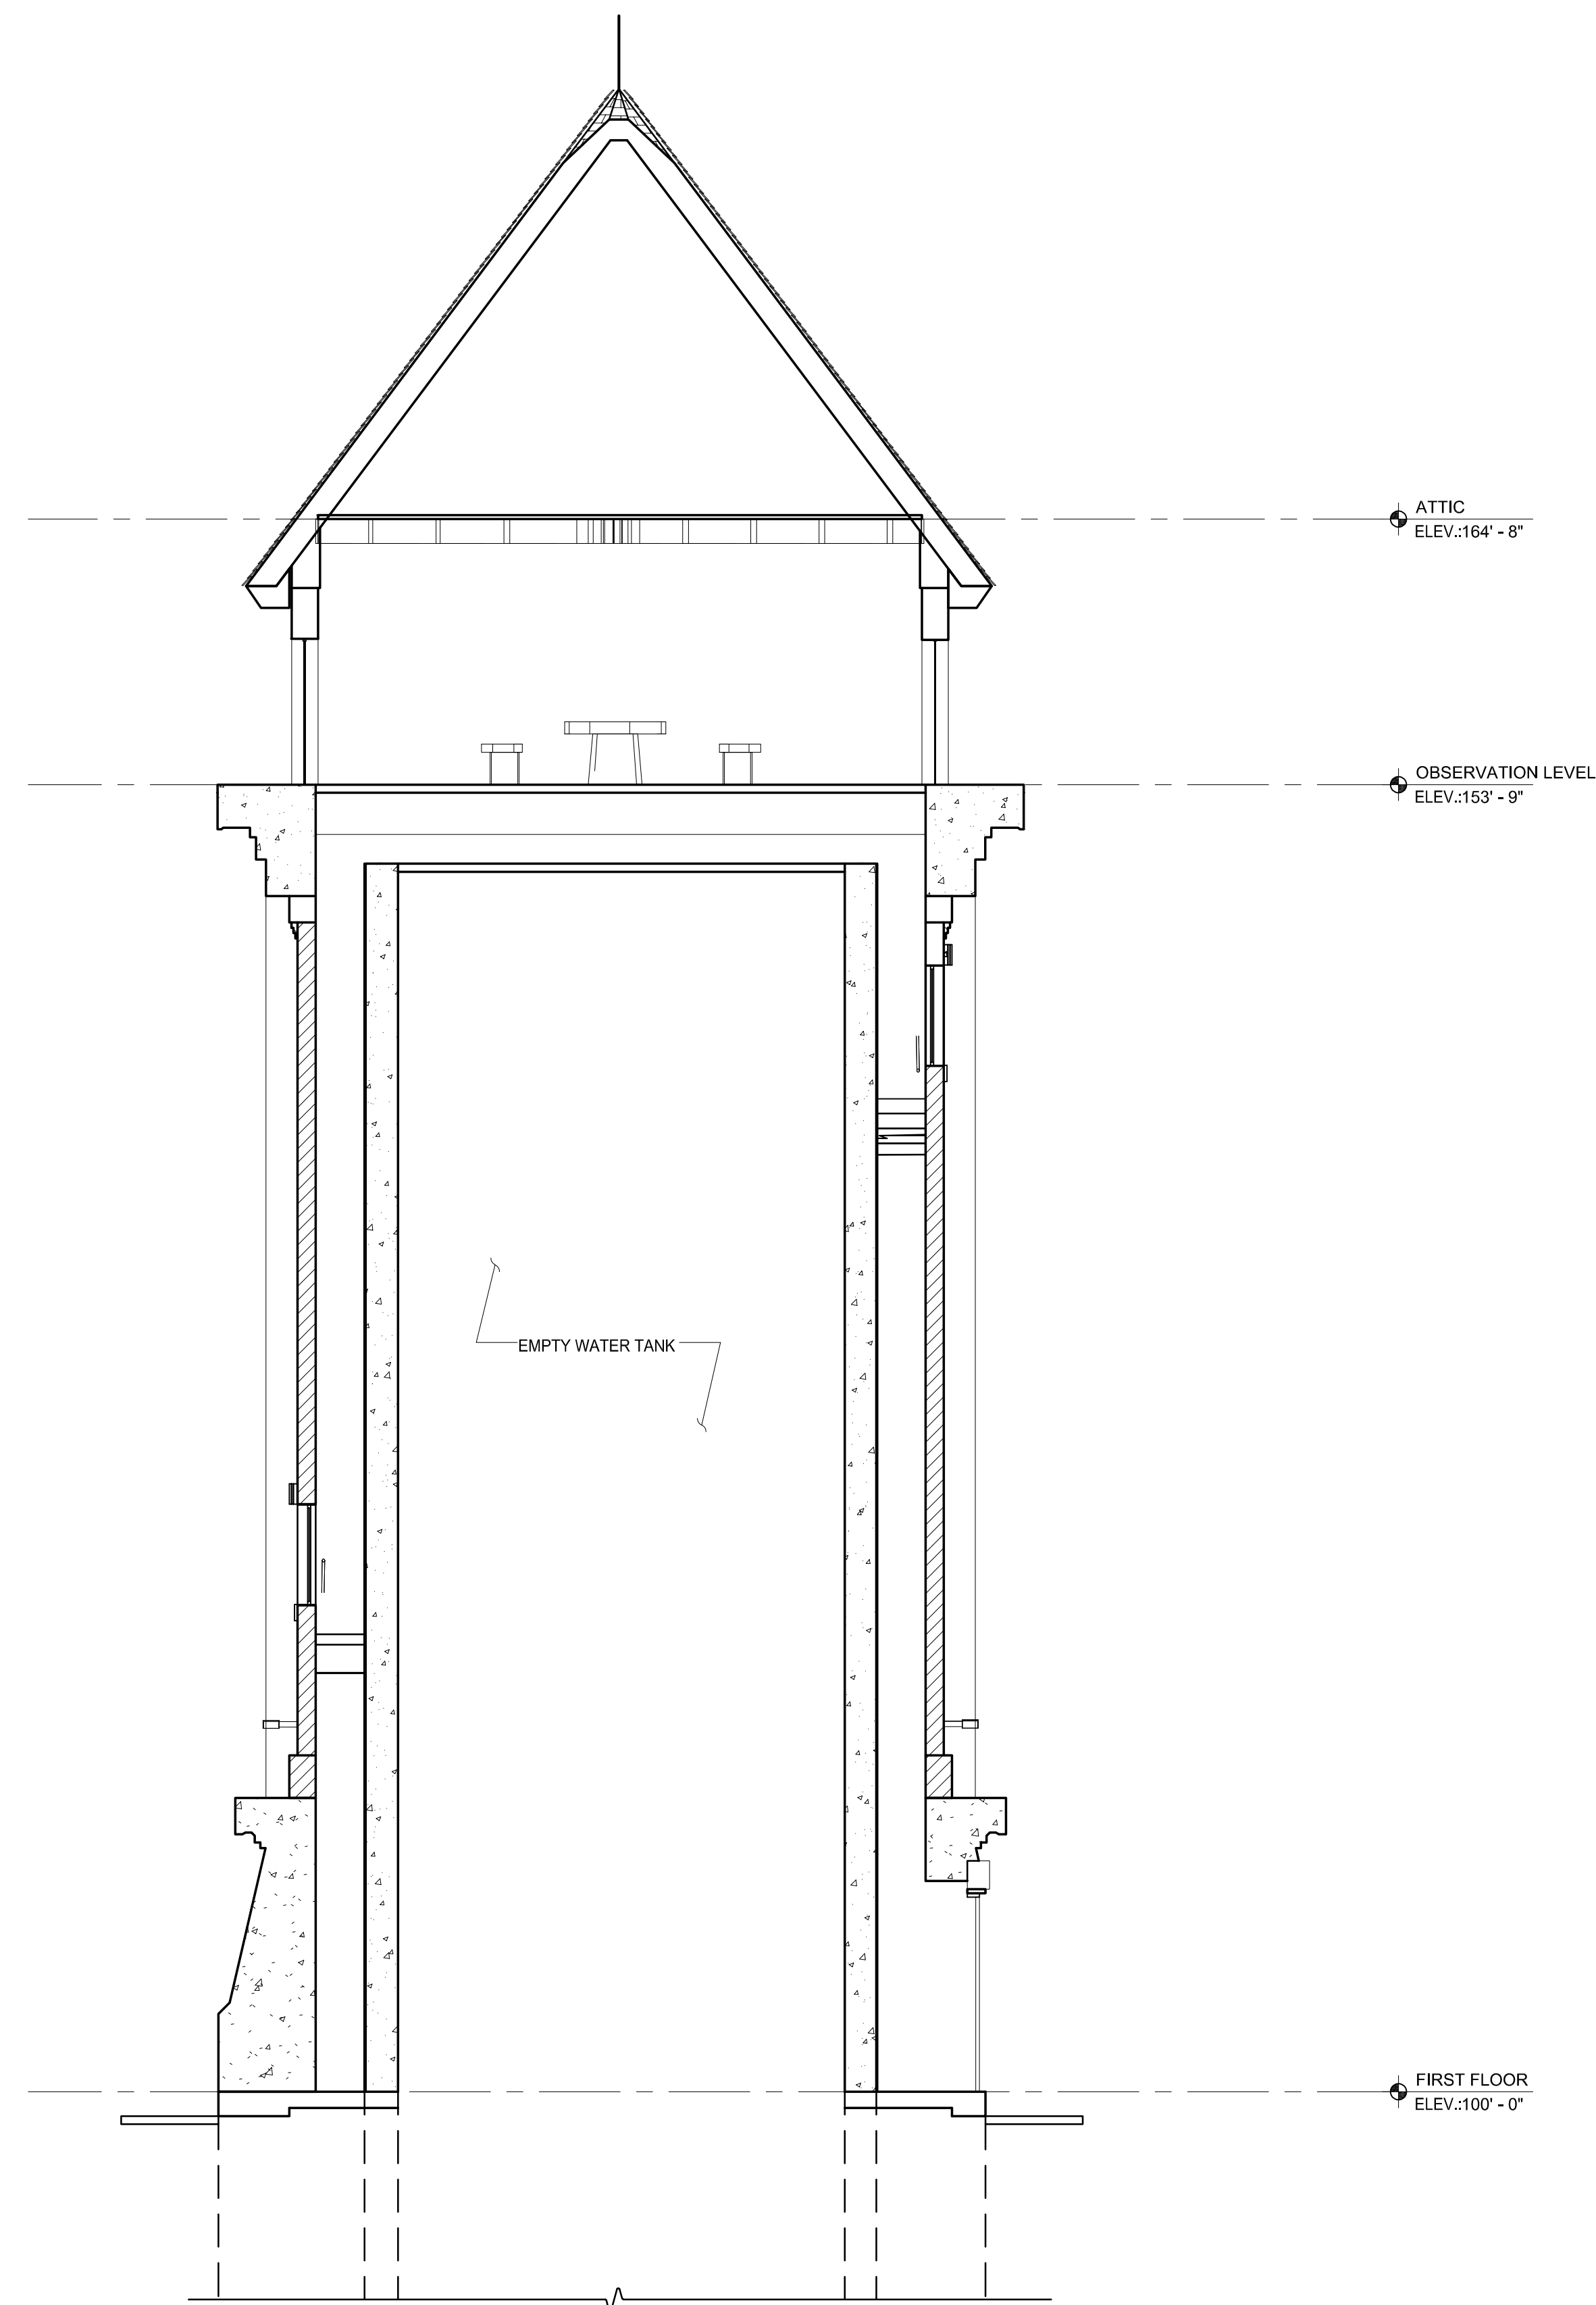 ATTIC
ELEV.:164' - 8"
OBSERVATION LEVEL
ELEV.:153' - 9"
EMPTY WATER TANK
FIRST FLOOR
ELEV.:100' - 0"